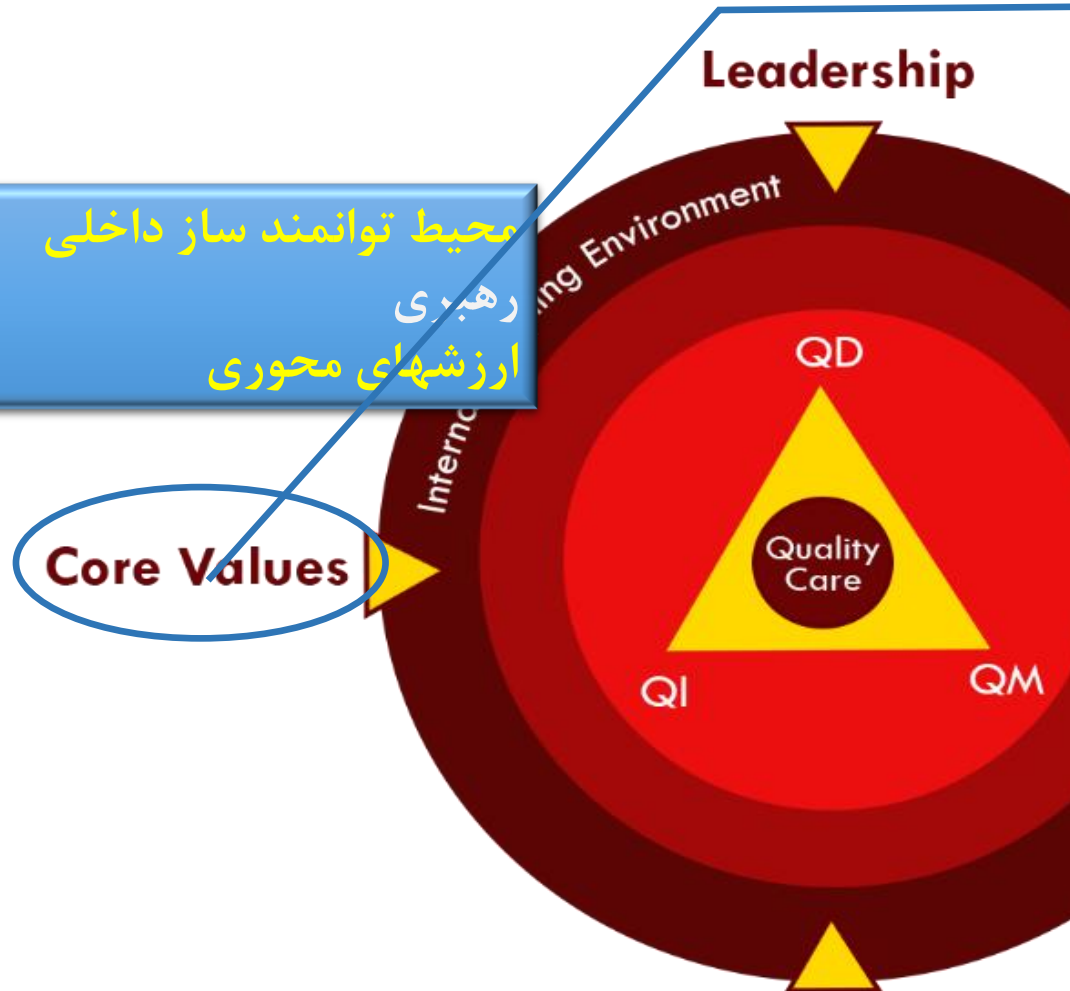 Leadership
محیط توانمند ساز داخلی
رهبری
ارزشهای محوری
Environment
Core Values
QD
Quality
Care
QI
QM